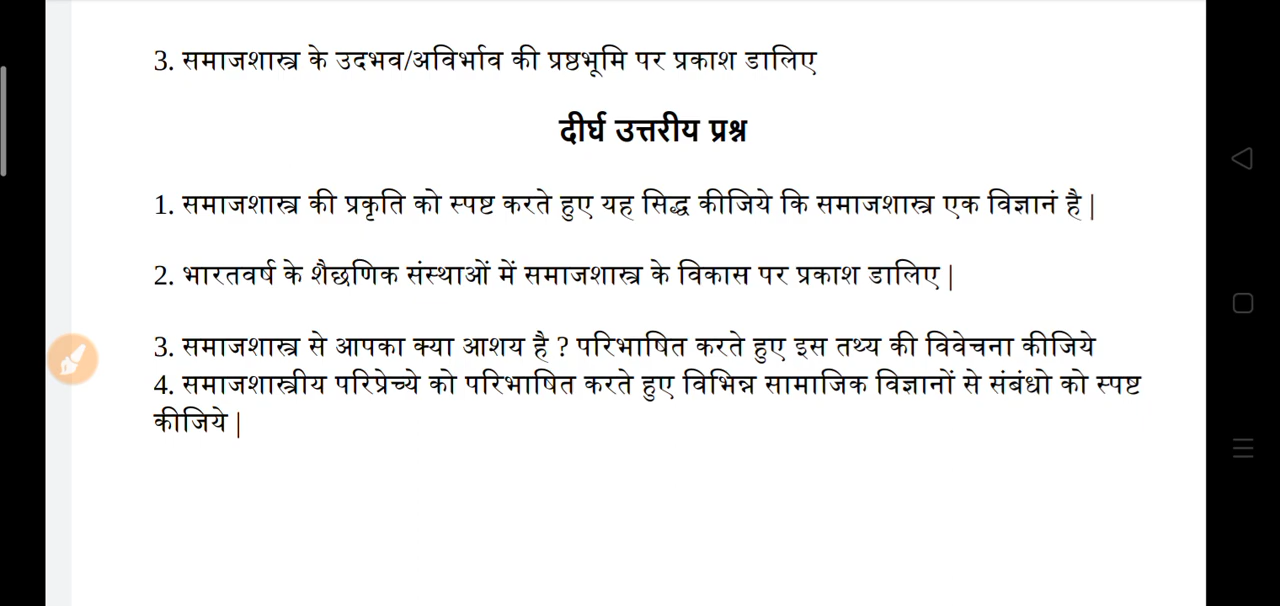 3. समाजशास्त्र के उदभव/अविर्भाव की प्रष्ठभूमि पर प्रकाश डालिए
दीर्घ उत्तरीय प्रश्न
1. समाजशास्त्र की प्रकृति को स्पष्ट करते हुए यह सिद्ध कीजिये कि समाजशास्त्र एक विज्ञानं है |
2. भारतवर्ष के शैछणिक संस्थाओं में समाजशास्त्र के विकास पर प्रकाश डालिए |
3. समाजशास्त्र से आपका क्या आशय है ? परिभाषित करते हुए इस तथ्य की विवेचना कीजिये
4. समाजशास्त्रीय परिप्रेच्ये को परिभाषित करते हुए विभिन्न सामाजिक विज्ञानों से संबंधो को स्पष्ट
कीजिये |